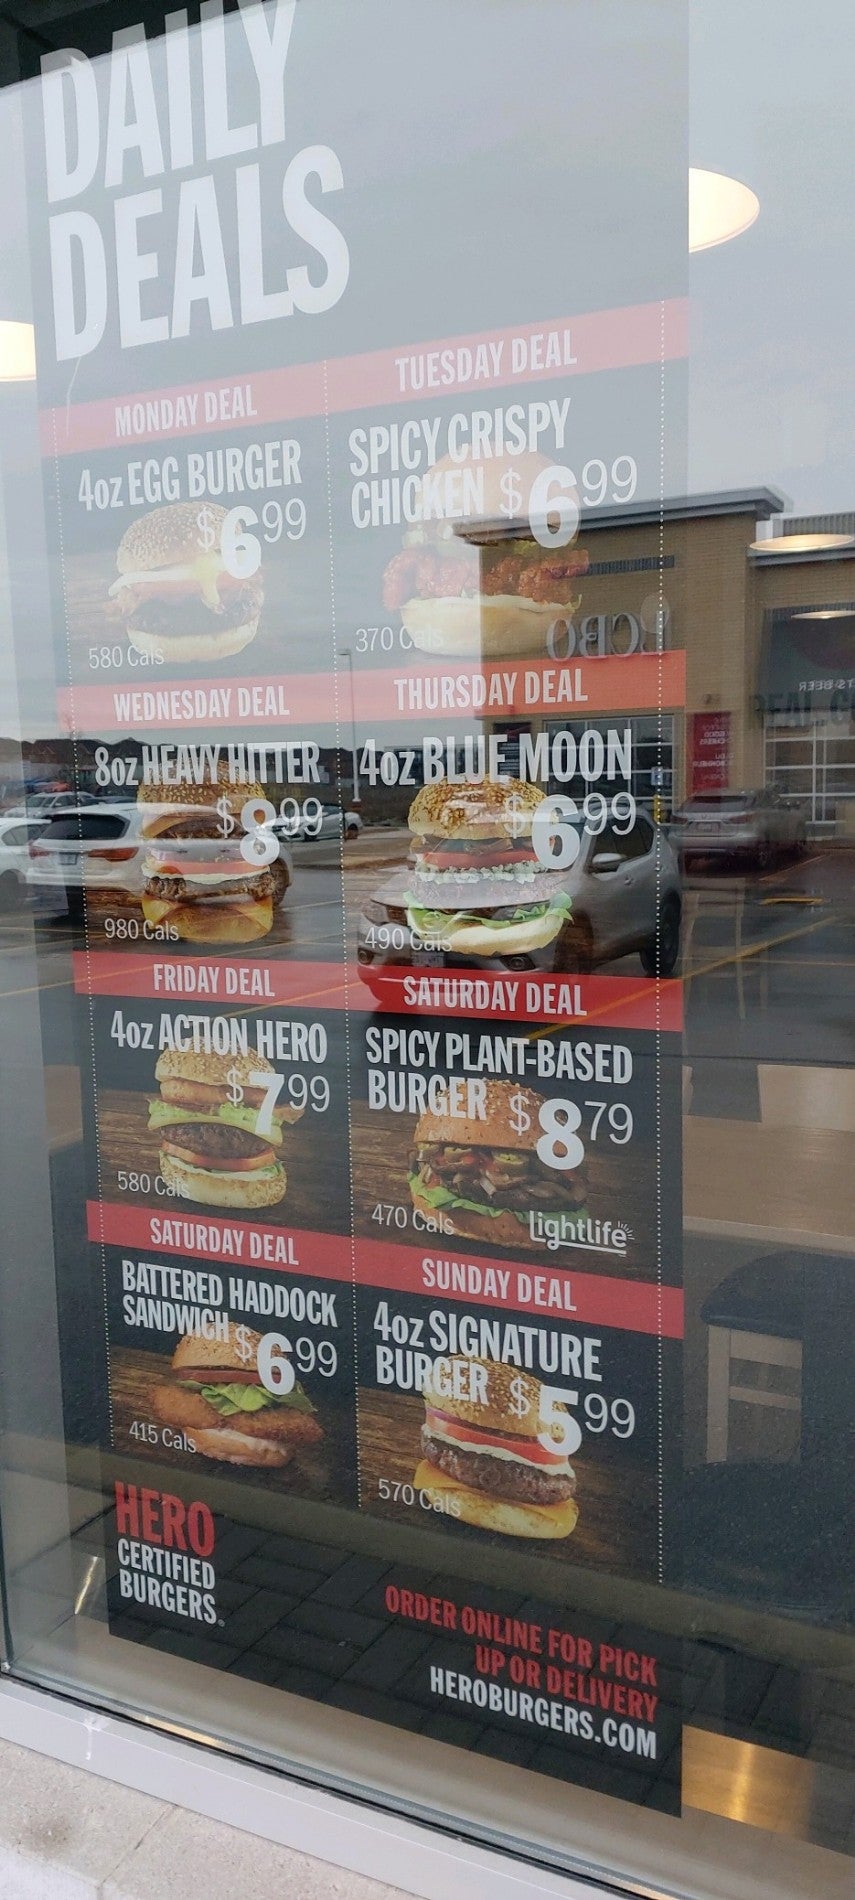 DAILY
DEALS
MONDAY DEAL
4oz EGG BURGER
$6.99
580 Cals
TUESDAY DEAL
SPICY CRISPY
CHICKEN $6.99
370 Cals
WEDNESDAY DEAL
8oz HEAVY HITTER
$8.99
980 Cals
THURSDAY DEAL
4oz BLUE MOON
$6.99
490 Cals
FRIDAY DEAL
4oz ACTION HERO
$7.99
580 Cals
SATURDAY DEAL
SPICY PLANT-BASED
BURGER $8.79
470 Cals
lightlife
SATURDAY DEAL
BATTERED HADDOCK
SANDWICH $6.99
415 Cals
SUNDAY DEAL
4oz SIGNATURE
BURGER $5.99
570 Cals
HERO
CERTIFIED
BURGERS®
ORDER ONLINE FOR PICK
UP OR DELIVERY
HEROBURGERS.COM
LCBO